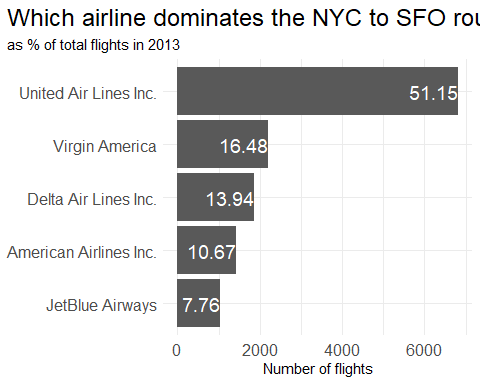 Which airline dominates the NYC to SFO rou
as % of total flights in 2013
United Air Lines Inc.
51.15
Virgin America
16.48
Delta Air Lines Inc.
13.94
American Airlines Inc.
10.67
JetBlue Airways
7.76
0 2000 4000 6000
Number of flights